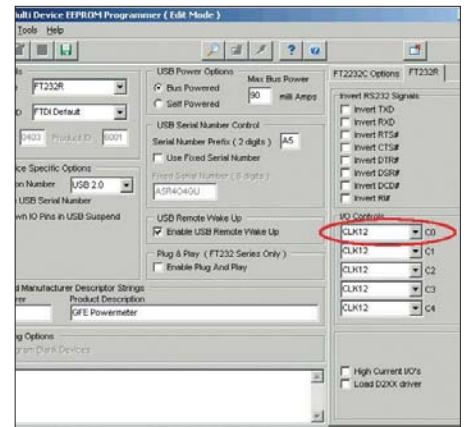 ulti Device EEPROM Programmer ( Edit Mode )
Tools Help
FT232R
FTDI Default
0403 Product ID 6001
ice Specific Options
on Number USB 2.0
USB Serial Number
wn IO Pins in USB Suspend
d Manufacturer Descriptor Strings
rer Product Description
GFE Powermeter
ng Options
gram Blank Devices
USB Power Options
Max Bus Power
Bus Powered 90 milli Amps
Self Powered
USB Serial Number Control
Serial Number Prefix ( 2 digits ) A5
Use Fixed Serial Number
Fixed Serial Number ( 8 digits )
USB Remote Wake Up
Enable USB Remote Wake Up
Plug & Play ( FT232 Series Only )
Enable Plug And Play
FT2232C Options FT232R
Invert RS232 Signals
Invert TXD
Invert RXD
Invert RTS#
Invert CTS#
Invert DTR#
Invert DSR#
Invert DCD#
Invert RI#
I/O Controls
CLK12 C0
CLK12 C1
CLK12 C2
CLK12 C3
CLK12 C4
High Current I/O's
Load D2XX driver